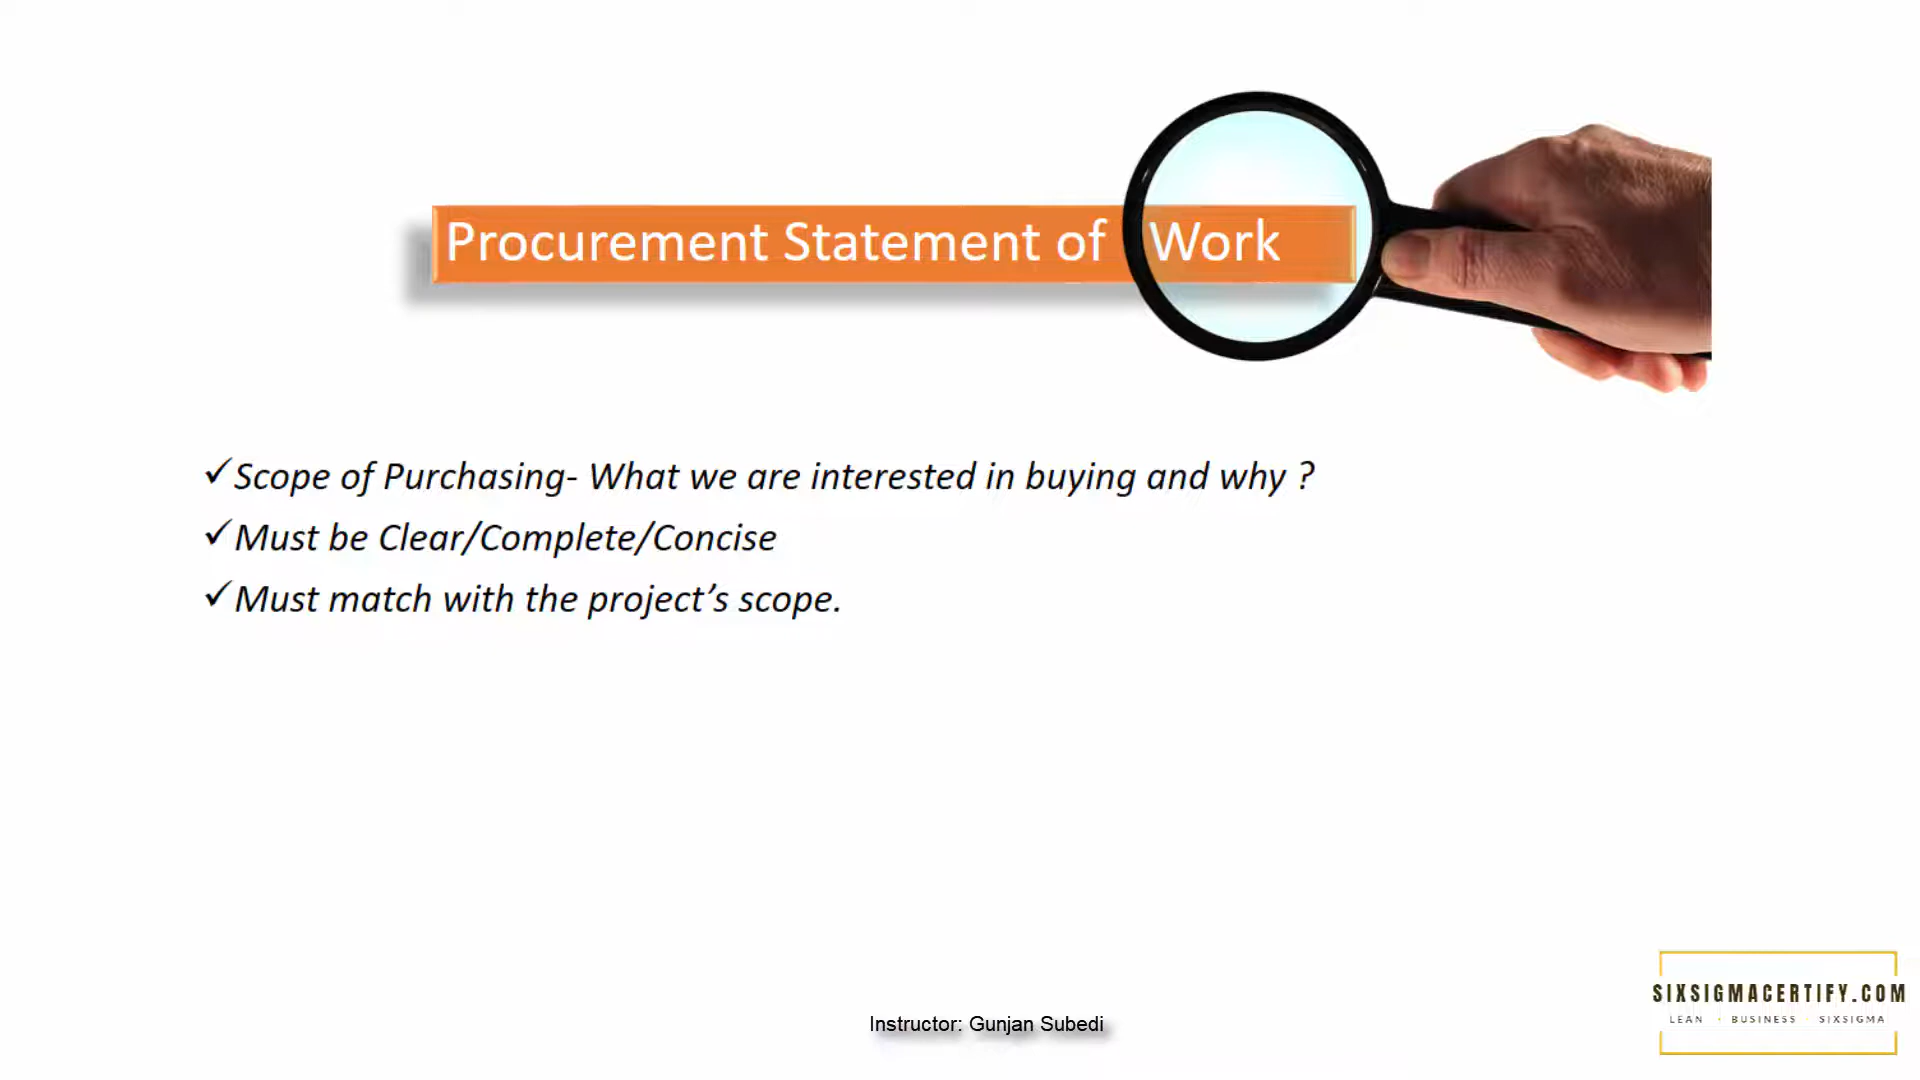 Procurement Statement of Work
✓Scope of Purchasing- What we are interested in buying and why ?
✓Must be Clear/Complete/Concise
✓Must match with the project’s scope.
Instructor: Gunjan Subedi
SIXSIGMACERTIFY.COM
LEAN · BUSINESS · SIXSIGMA